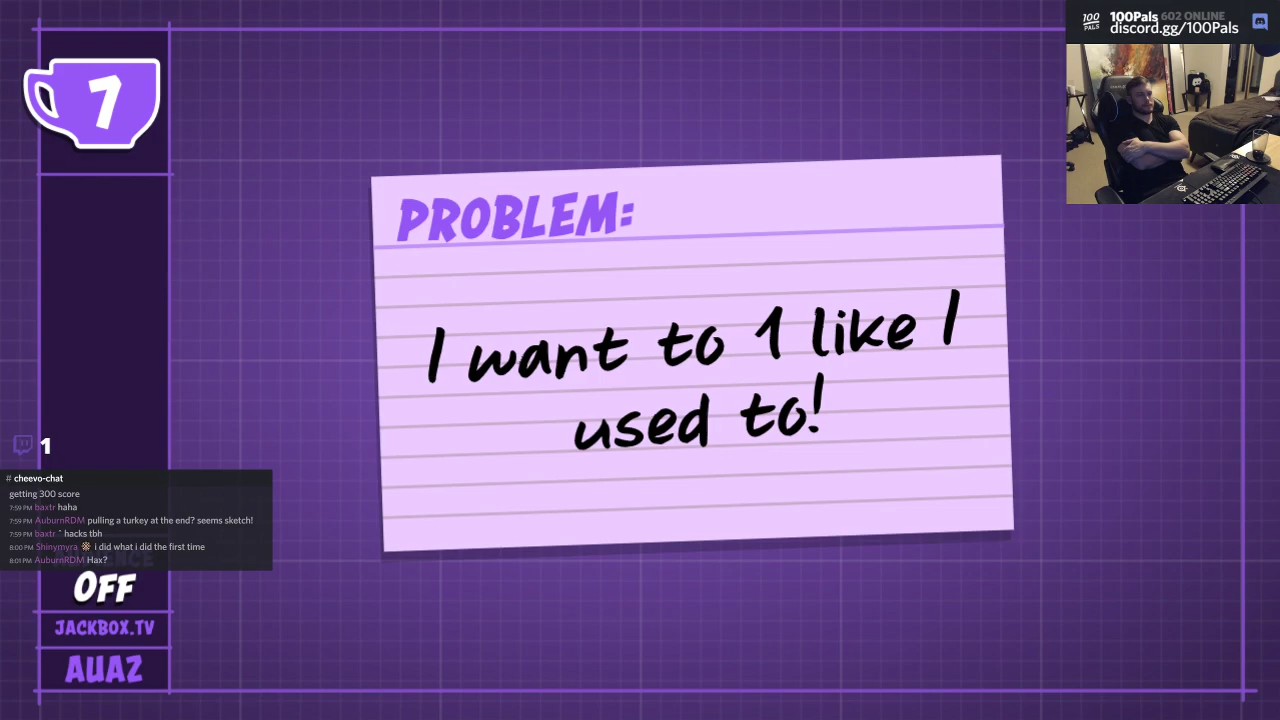 7
PROBLEM:
I want to 1 like I
used to!
100 PALS
100Pals 602 ONLINE
discord.gg/100Pals
1
# cheevo-chat
getting 300 score
7:59 PM baxtr haha
7:59 PM AuburnRDM pulling a turkey at the end? seems sketch!
7:59 PM baxtr ^ hacks tbh
8:00 PM Shinymyra i did what i did the first time
8:01 PM AuburnRDM Hax?
OFF
JACKBOX.TV
AUAZ